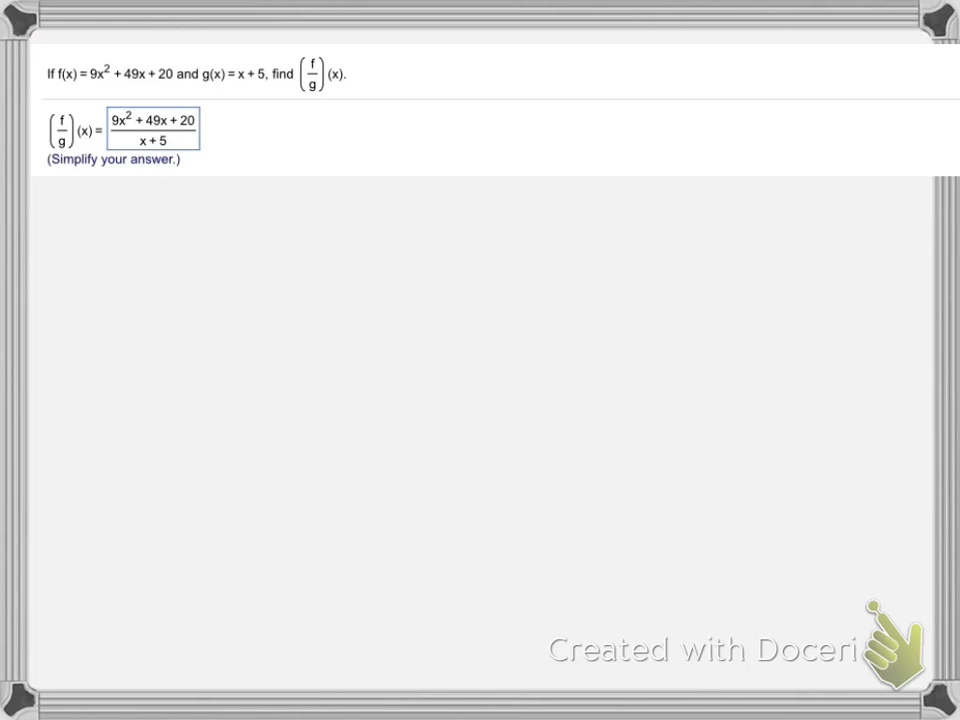 If f(x) = 9x² + 49x + 20 and g(x) = x + 5, find (f/g)(x).
(f/g)(x) = (9x² + 49x + 20)/(x + 5)
(Simplify your answer.)
Created with Doceri